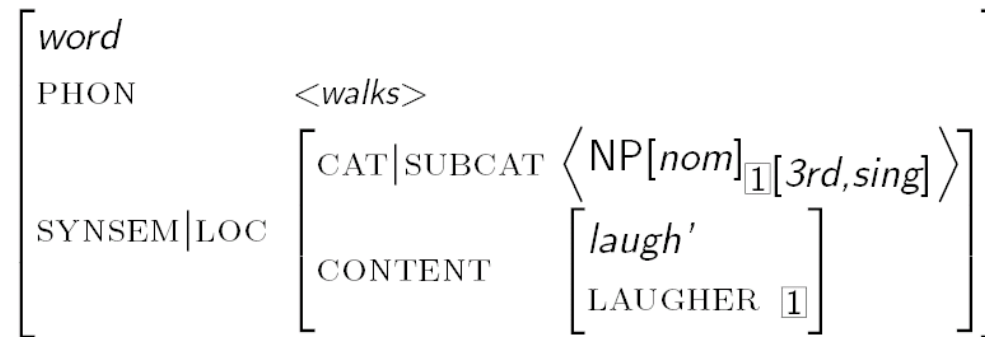 word
PHON <walks>
CAT|SUBCAT ⟨NP[nom] [1][3rd,sing]⟩
SYNSEM|LOC
laugh'
CONTENT
LAUGHER [1]